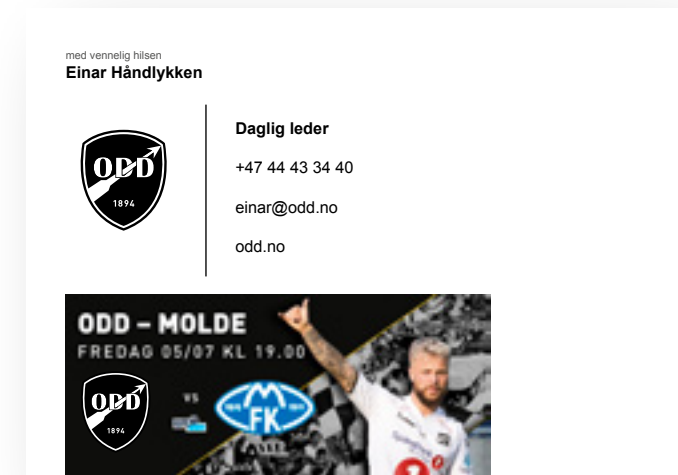 med vennelig hilsen
Einar Håndlykken
ODD
1894
Daglig leder
+47 44 43 34 40
einar@odd.no
odd.no
ODD – MOLDE
FREDAG 05/07 KL 19.00
ODD
1894
VS
M
FK